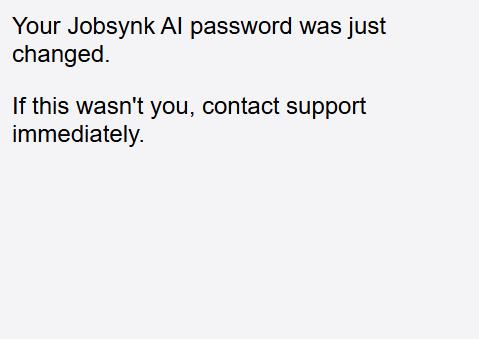 Your Jobsynk AI password was just
changed.
If this wasn't you, contact support
immediately.